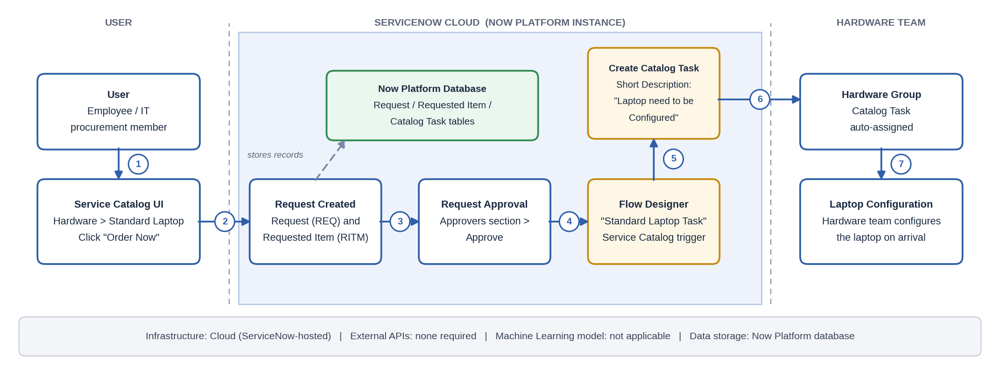 USER
SERVICENOW CLOUD (NOW PLATFORM INSTANCE)
HARDWARE TEAM
User
Employee / IT
procurement member
1
Service Catalog UI
Hardware > Standard Laptop
Click "Order Now"
2
Now Platform Database
Request / Requested Item /
Catalog Task tables
stores records
Request Created
Request (REQ) and
Requested Item (RITM)
3
Request Approval
Approvers section >
Approve
4
Flow Designer
"Standard Laptop Task"
Service Catalog trigger
5
Create Catalog Task
Short Description:
"Laptop need to be
Configured"
6
Hardware Group
Catalog Task
auto-assigned
7
Laptop Configuration
Hardware team configures
the laptop on arrival
Infrastructure: Cloud (ServiceNow-hosted) | External APIs: none required | Machine Learning model: not applicable | Data storage: Now Platform database